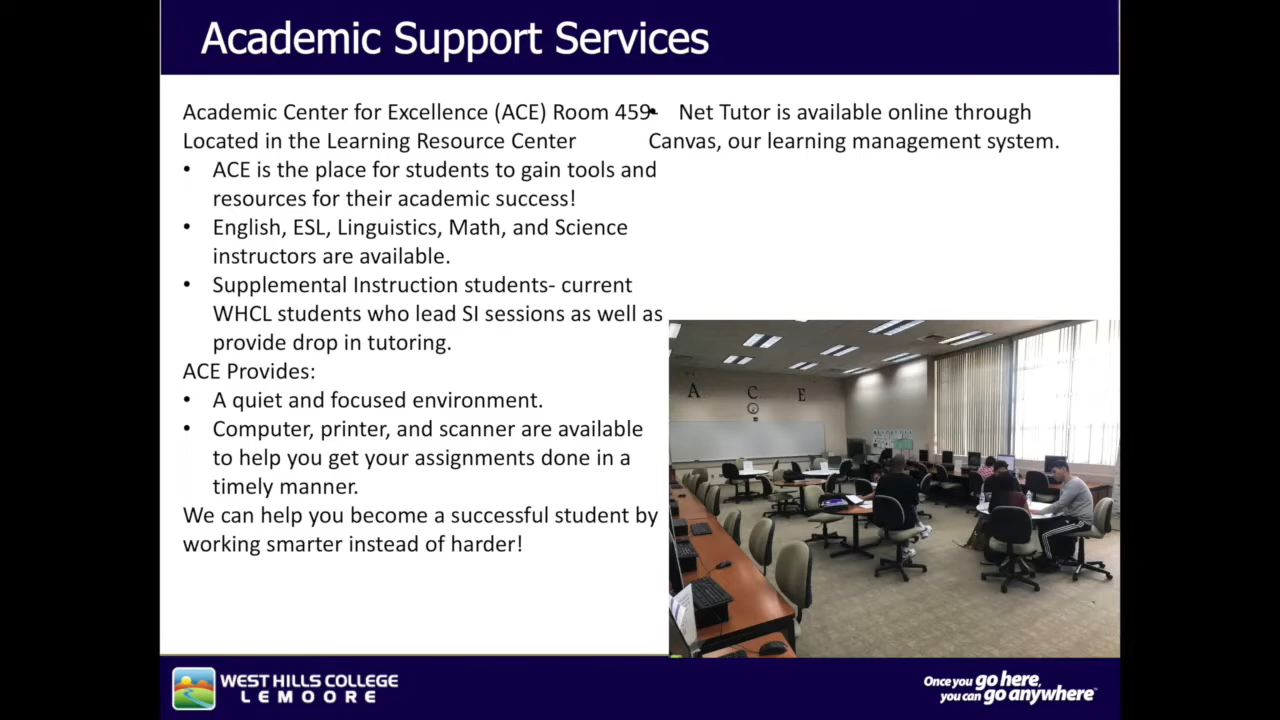 Academic Support Services
Academic Center for Excellence (ACE) Room 459-
Located in the Learning Resource Center
• ACE is the place for students to gain tools and
resources for their academic success!
• English, ESL, Linguistics, Math, and Science
instructors are available.
• Supplemental Instruction students- current
WHCL students who lead SI sessions as well as
provide drop in tutoring.
ACE Provides:
• A quiet and focused environment.
• Computer, printer, and scanner are available
to help you get your assignments done in a
timely manner.
We can help you become a successful student by
working smarter instead of harder!
• Net Tutor is available online through
Canvas, our learning management system.
A C E
WEST HILLS COLLEGE
LEMOORE
Once you go here,
you can go anywhere™